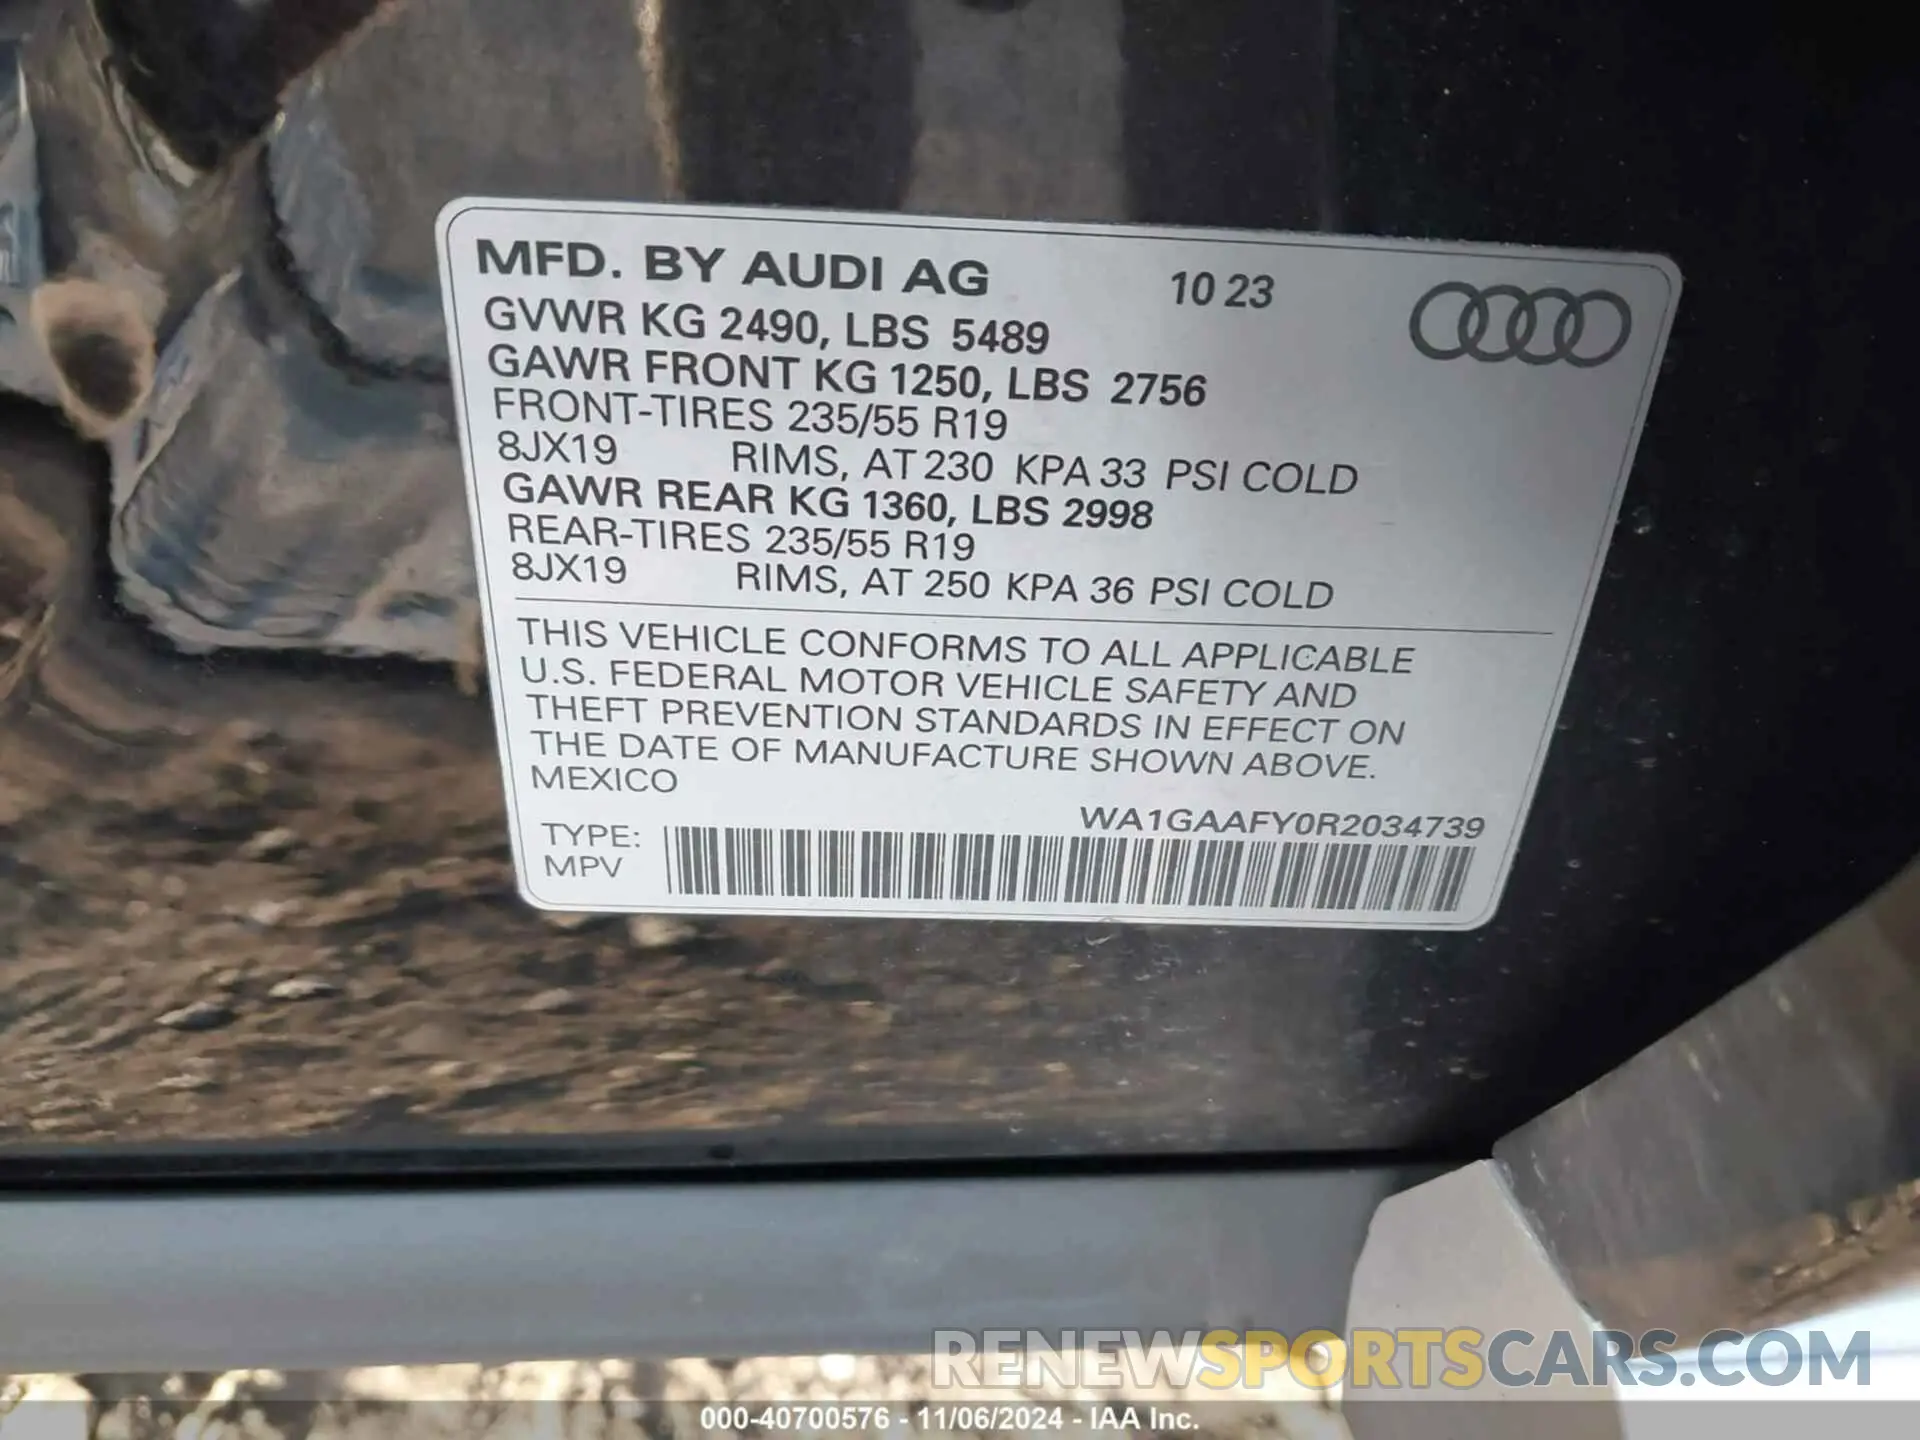 MFD. BY AUDI AG 10 23
GVWR KG 2490, LBS 5489
GAWR FRONT KG 1250, LBS 2756
FRONT-TIRES 235/55 R19
8JX19 RIMS, AT 230 KPA 33 PSI COLD
GAWR REAR KG 1360, LBS 2998
REAR-TIRES 235/55 R19
8JX19 RIMS, AT 250 KPA 36 PSI COLD
THIS VEHICLE CONFORMS TO ALL APPLICABLE
U.S. FEDERAL MOTOR VEHICLE SAFETY AND
THEFT PREVENTION STANDARDS IN EFFECT ON
THE DATE OF MANUFACTURE SHOWN ABOVE.
MEXICO
WA1GAAFY0R2034739
TYPE:
MPV
RENEWSPORTSCARS.COM
000-40700576 - 11/06/2024 - IAA Inc.